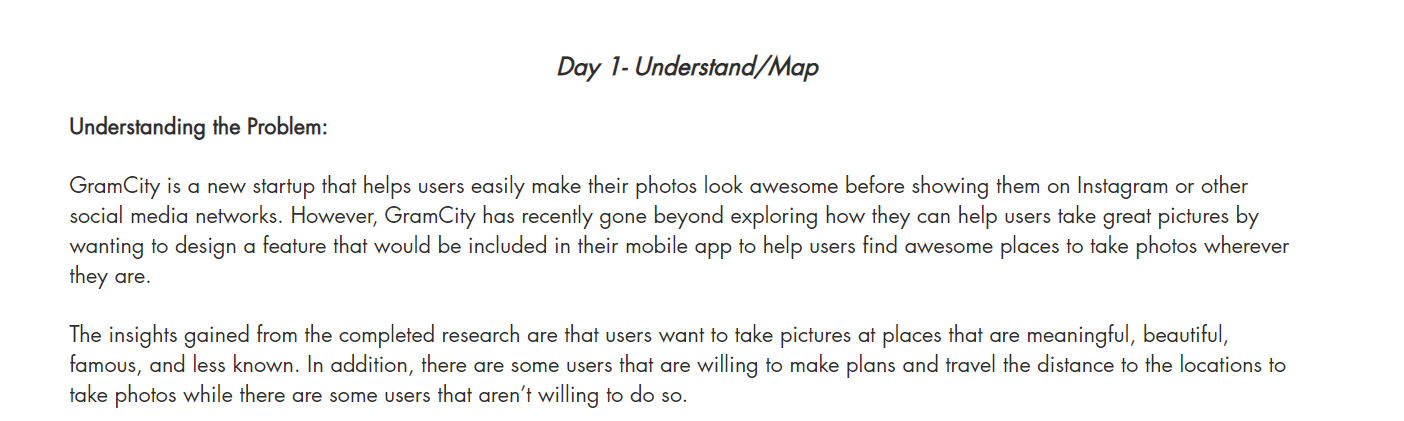 Day 1- Understand/Map
Understanding the Problem:
GramCity is a new startup that helps users easily make their photos look awesome before showing them on Instagram or other
social media networks. However, GramCity has recently gone beyond exploring how they can help users take great pictures by
wanting to design a feature that would be included in their mobile app to help users find awesome places to take photos wherever
they are.
The insights gained from the completed research are that users want to take pictures at places that are meaningful, beautiful,
famous, and less known. In addition, there are some users that are willing to make plans and travel the distance to the locations to
take photos while there are some users that aren’t willing to do so.